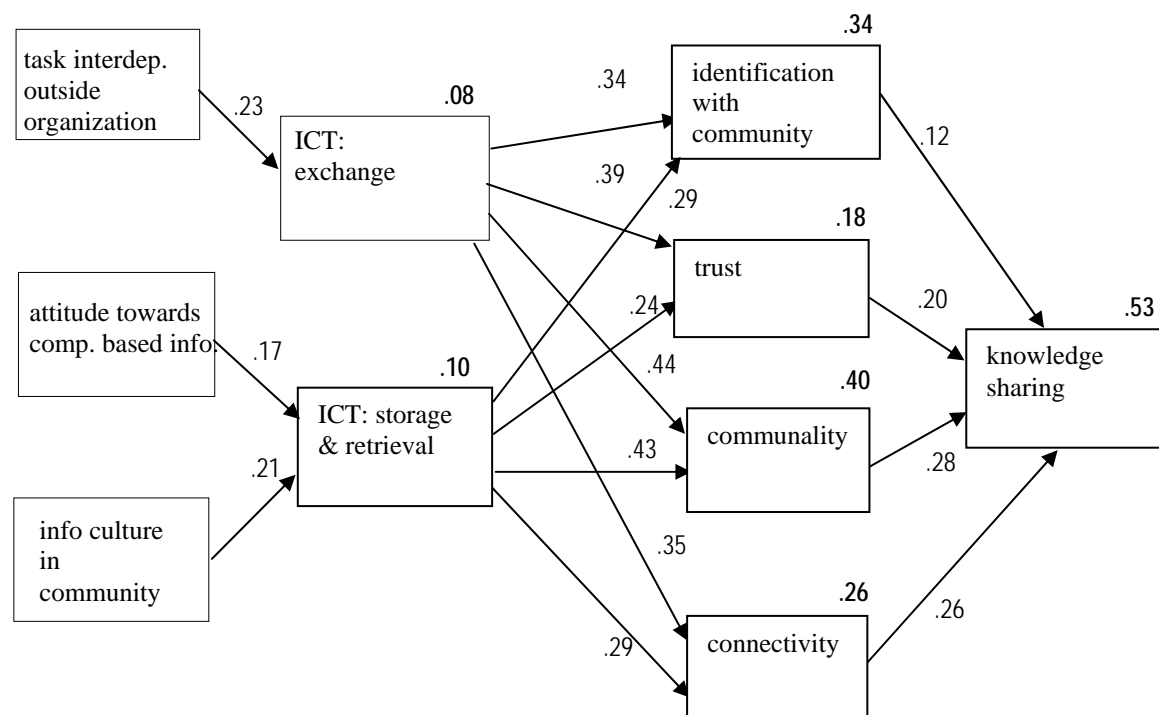 task interdep.
outside
organization
.23
.08
ICT:
exchange
.34
.39
.29
.34
identification
with
community
.12
.18
trust
.20
.53
knowledge
sharing
attitude towards
comp. based info.
.17
.10
ICT: storage
& retrieval
.24
.44
.43
.40
communality
.28
.21
info culture
in
community
.35
.29
.26
connectivity
.26